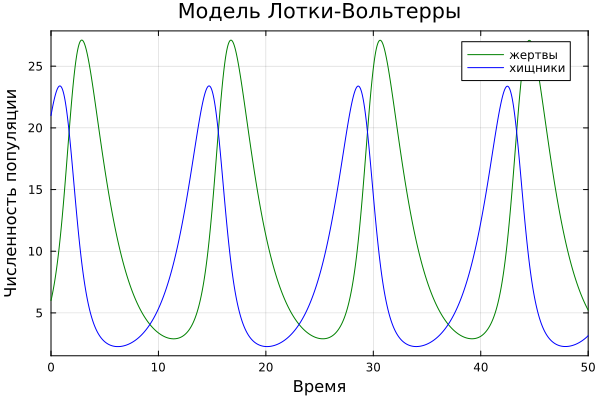 Модель Лотки-Вольтерры
Численность популяции
25
20
15
10
5
0 10 20 30 40 50
Время
жертвы
хищники